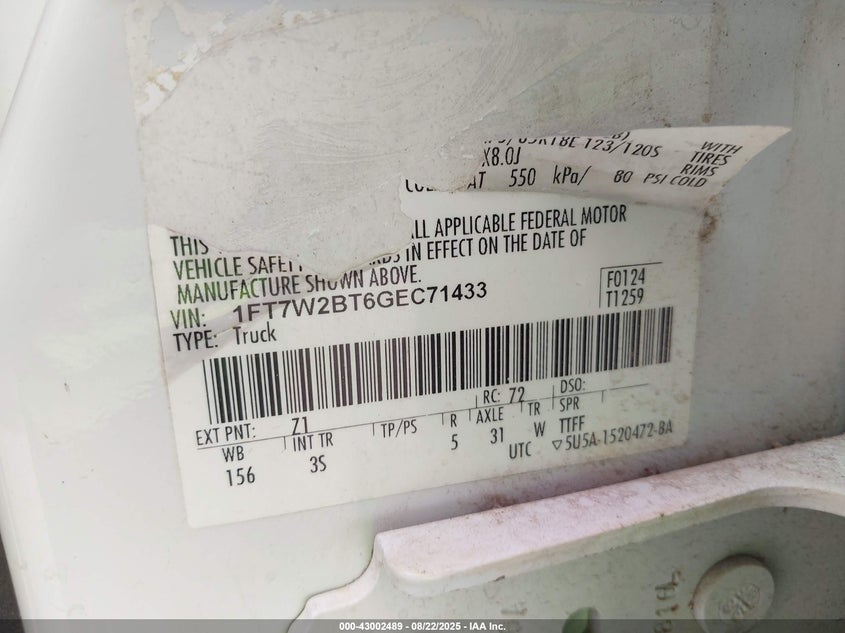 123/120S WITH
X8.0J TIRES
RIMS
AT 550 kPa/ 80 PSI COLD
THIS ALL APPLICABLE FEDERAL MOTOR
VEHICLE SAFETY IN EFFECT ON THE DATE OF
MANUFACTURE SHOWN ABOVE.
VIN: 1FT7W2BT6GEC71433
TYPE: Truck
F0124
T1259
EXT PNT: Z1 RC: 72 DSO:
WB INT TR TP/PS R AXLE TR SPR
156 3S 5 31 W TTFF
UTC ▽5U5A-1520472-BA
000-43002489 - 08/22/2025 - IAA Inc.